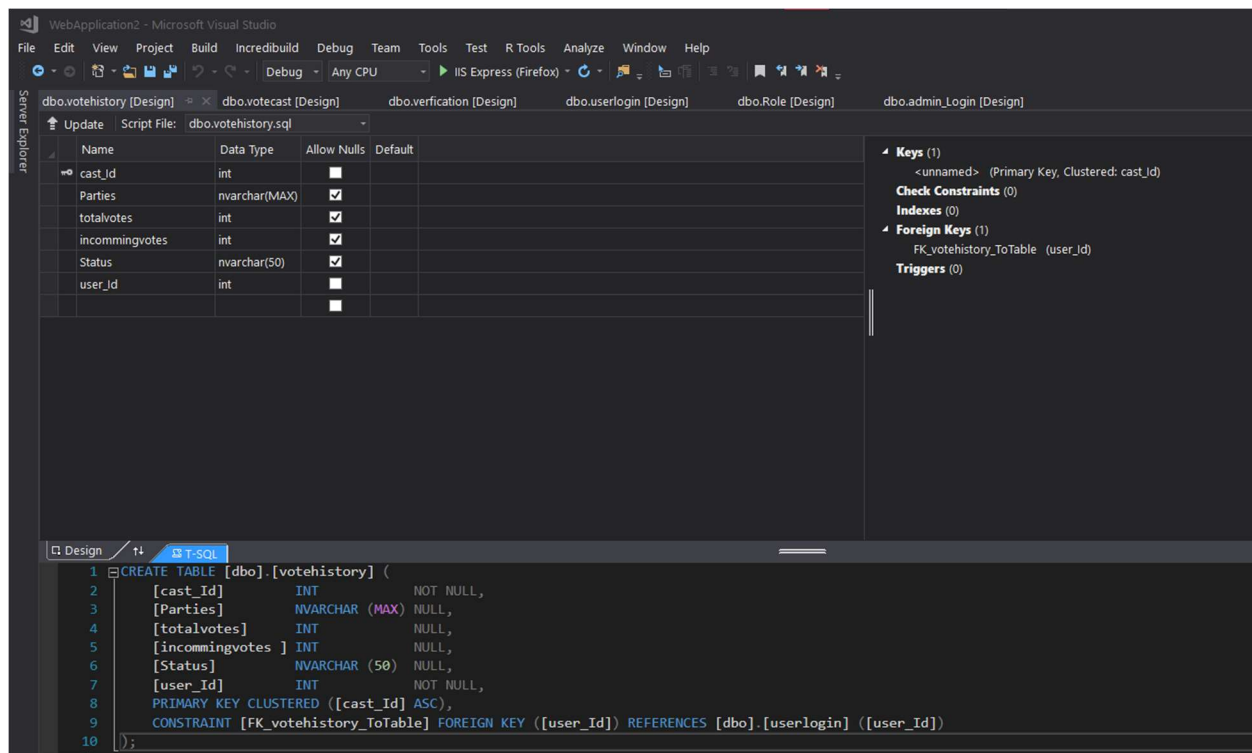 WebApplication2 - Microsoft Visual Studio
File Edit View Project Build Incredibuild Debug Team Tools Test R Tools Analyze Window Help
Debug Any CPU IIS Express (Firefox)
Server Explorer
dbo.votehistory [Design] dbo.votecast [Design] dbo.verfication [Design] dbo.userlogin [Design] dbo.Role [Design] dbo.admin_Login [Design]
Update Script File: dbo.votehistory.sql
Name Data Type Allow Nulls Default
cast_Id int
Parties nvarchar(MAX)
totalvotes int
incommingvotes int
Status nvarchar(50)
user_Id int
Keys (1)
<unnamed> (Primary Key, Clustered: cast_Id)
Check Constraints (0)
Indexes (0)
Foreign Keys (1)
FK_votehistory_ToTable (user_Id)
Triggers (0)
Design T-SQL
1 CREATE TABLE [dbo].[votehistory] (
2 [cast_Id] INT NOT NULL,
3 [Parties] NVARCHAR (MAX) NULL,
4 [totalvotes] INT NULL,
5 [incommingvotes ] INT NULL,
6 [Status] NVARCHAR (50) NULL,
7 [user_Id] INT NOT NULL,
8 PRIMARY KEY CLUSTERED ([cast_Id] ASC),
9 CONSTRAINT [FK_votehistory_ToTable] FOREIGN KEY ([user_Id]) REFERENCES [dbo].[userlogin] ([user_Id])
10 );